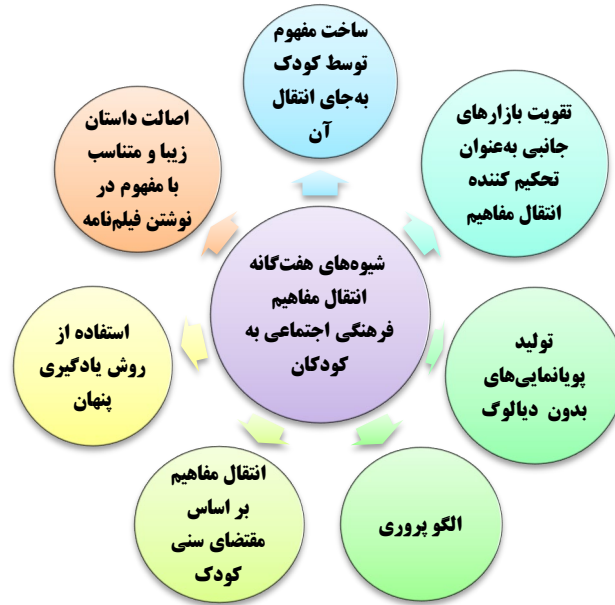 ساخت مفهوم
توسط کودک
به‌جای انتقال
آن
تقویت بازارهای
جانبی به‌عنوان
تحکیم کننده
انتقال مفاهیم
تولید
پویانمایی‌های
بدون دیالوگ
الگو پروری
انتقال مفاهیم
بر اساس
مقتضای سنی
کودک
استفاده از
روش یادگیری
پنهان
اصالت داستان
زیبا و متناسب
با مفهوم در
نوشتن فیلم‌نامه
شیوه‌های هفت‌گانه
انتقال مفاهیم
فرهنگی اجتماعی به
کودکان